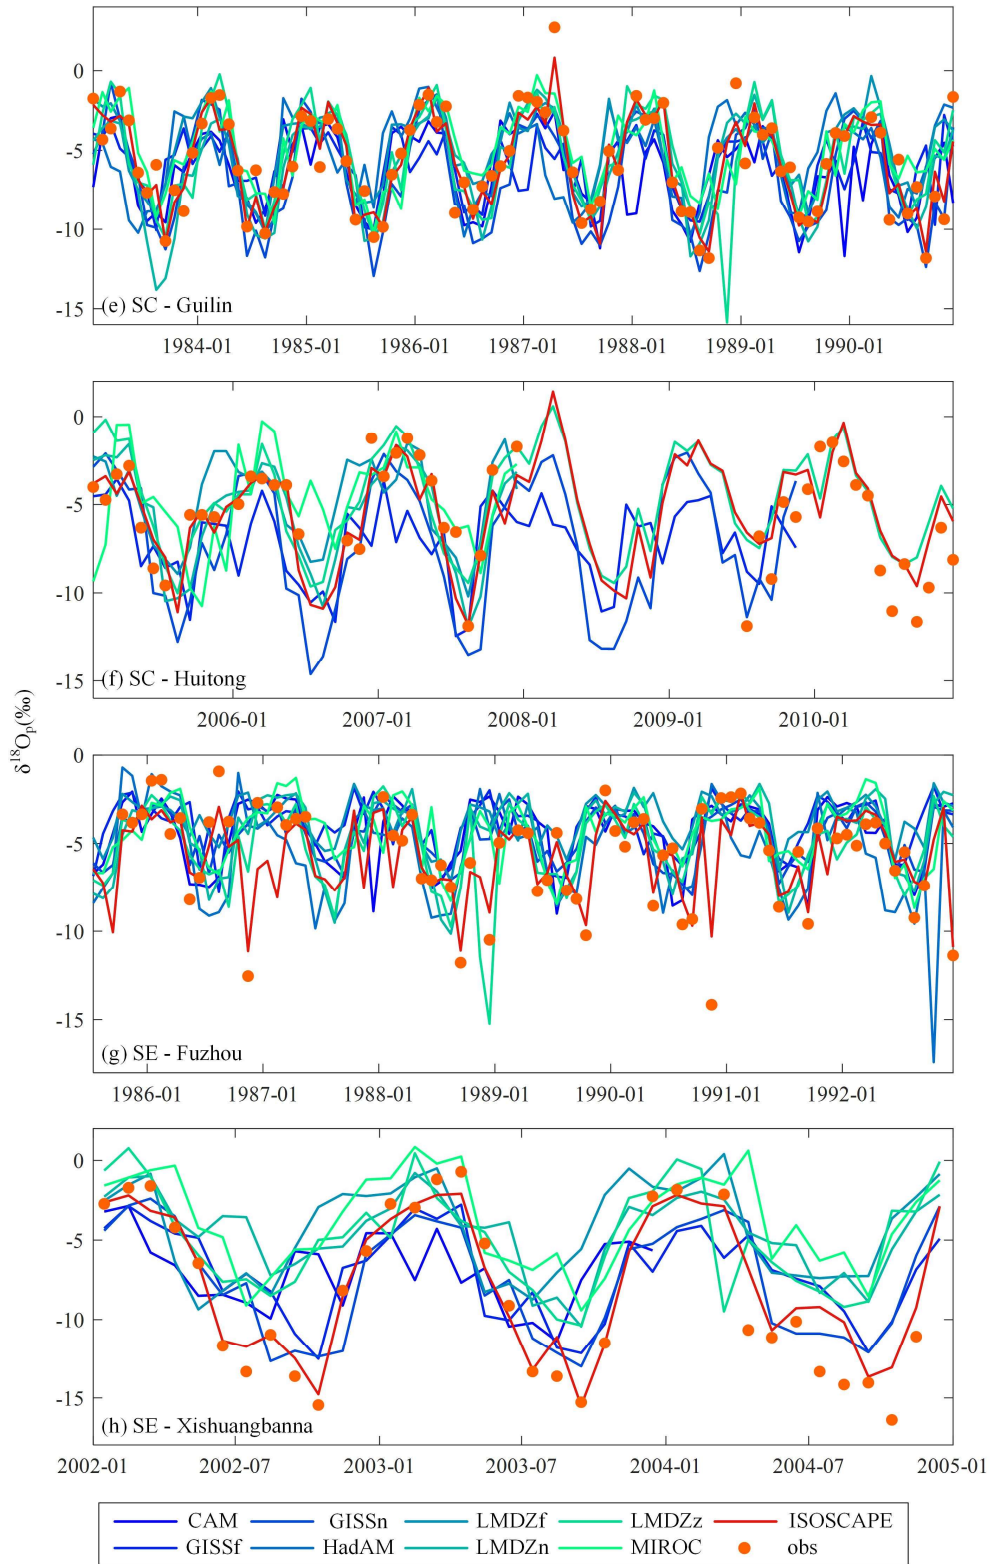 0
-5
-10
-15
(e) SC - Guilin
1984-01 1985-01 1986-01 1987-01 1988-01 1989-01 1990-01
0
-5
-10
-15
(f) SC - Huitong
2006-01 2007-01 2008-01 2009-01 2010-01
δ¹⁸Oₚ(‰)
0
-5
-10
-15
(g) SE - Fuzhou
1986-01 1987-01 1988-01 1989-01 1990-01 1991-01 1992-01
0
-5
-10
-15
(h) SE - Xishuangbanna
2002-01 2002-07 2003-01 2003-07 2004-01 2004-07 2005-01
CAM GISSn LMDZf LMDZz ISOSCAPE
GISSf HadAM LMDZn MIROC obs